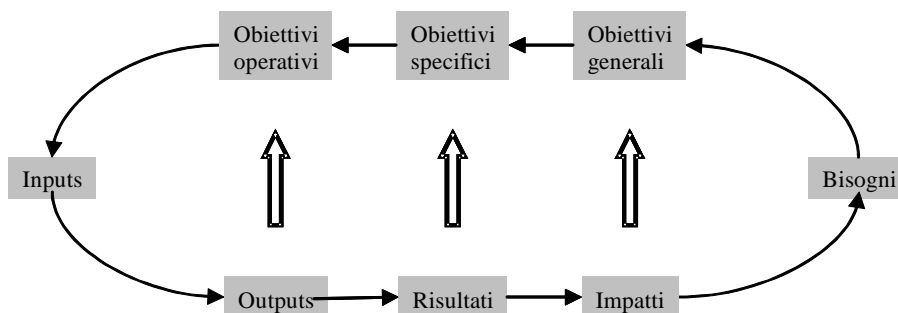 Obiettivi
operativi
Obiettivi
specifici
Obiettivi
generali
Inputs
Bisogni
Outputs
Risultati
Impatti